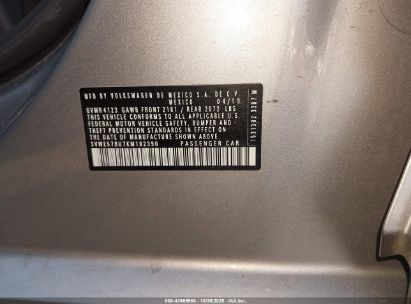 MFD BY VOLKSWAGEN DE MEXICO S.A. DE C.V
MEXICO 04/19
GVWR 4123 GAWR FRONT 2161 / REAR 2072 LBS
THIS VEHICLE CONFORMS TO ALL APPLICABLE U.S.
FEDERAL MOTOR VEHICLE SAFETY, BUMPER AND
THEFT PREVENTION STANDARDS IN EFFECT ON
THE DATE OF MANUFACTURE SHOWN ABOVE.
PASSENGER CAR